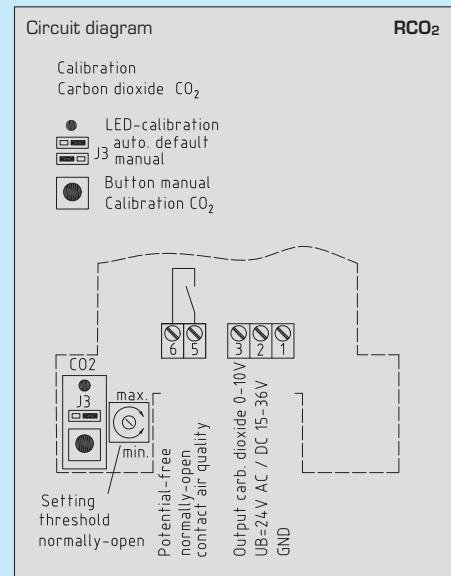 Circuit diagram RCO₂
Calibration
Carbon dioxide CO₂
LED-calibration
auto. default
J3 manual
Button manual
Calibration CO₂
6 5 3 2 1
CO2
J3
max.
min.
Setting
threshold
normally-open
Potential-free
normally-open
contact air quality
Output carb. dioxide 0-10V
UB=24V AC / DC 15-36V
GND